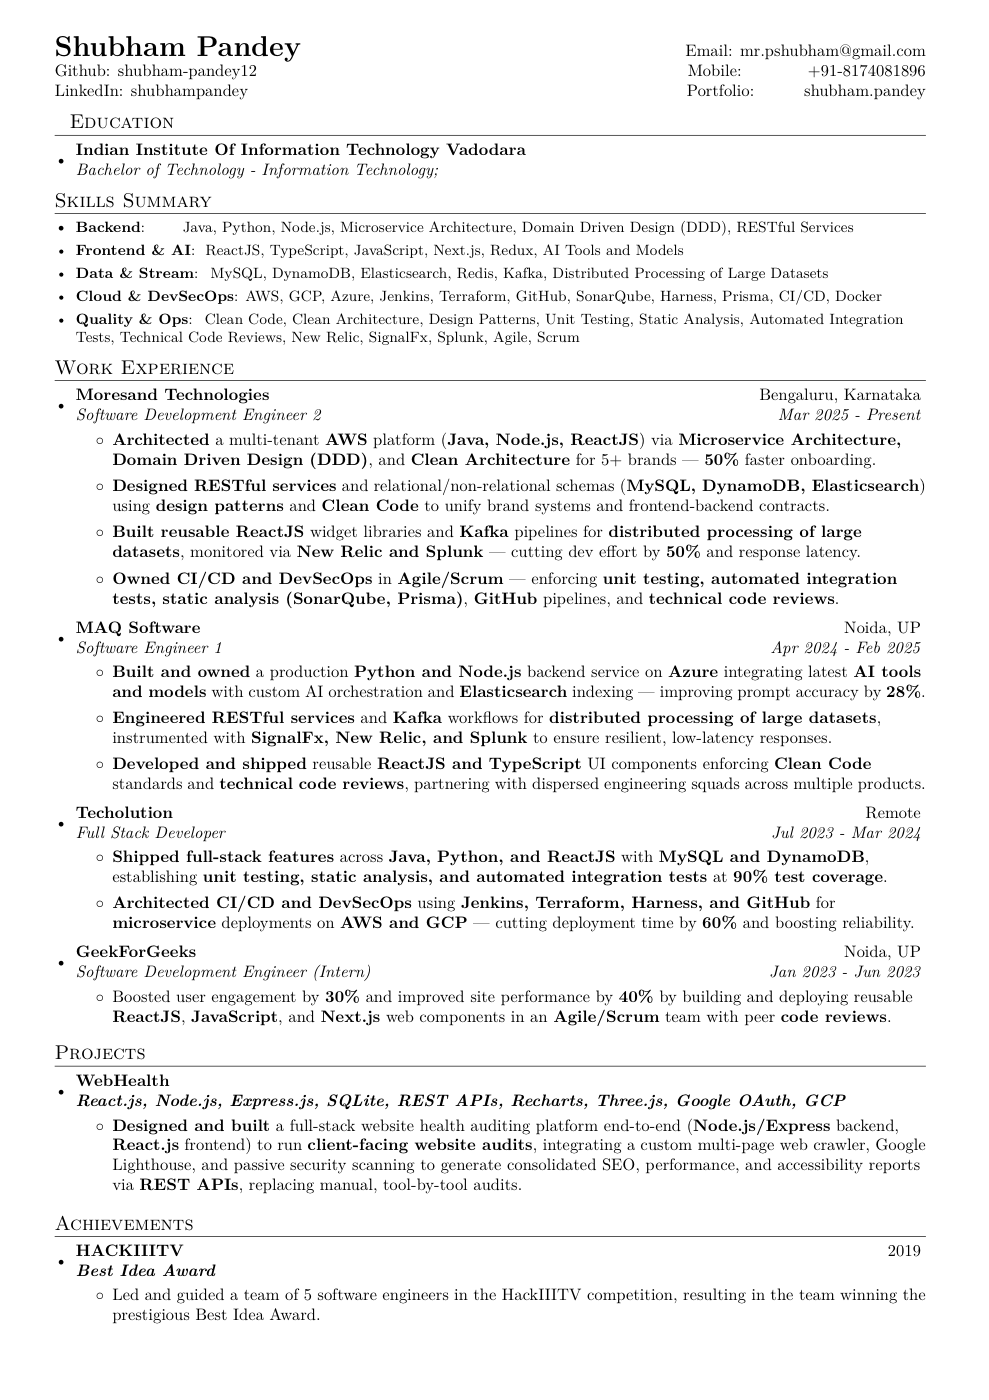 Shubham Pandey
Email: mr.pshubham@gmail.com
Github: shubham-pandey12
Mobile: +91-8174081896
LinkedIn: shubhampandey
Portfolio: shubham.pandey
Education
• Indian Institute Of Information Technology Vadodara
Bachelor of Technology - Information Technology;
Skills Summary
• Backend: Java, Python, Node.js, Microservice Architecture, Domain Driven Design (DDD), RESTful Services
• Frontend & AI: ReactJS, TypeScript, JavaScript, Next.js, Redux, AI Tools and Models
• Data & Stream: MySQL, DynamoDB, Elasticsearch, Redis, Kafka, Distributed Processing of Large Datasets
• Cloud & DevSecOps: AWS, GCP, Azure, Jenkins, Terraform, GitHub, SonarQube, Harness, Prisma, CI/CD, Docker
• Quality & Ops: Clean Code, Clean Architecture, Design Patterns, Unit Testing, Static Analysis, Automated Integration
Tests, Technical Code Reviews, New Relic, SignalFx, Splunk, Agile, Scrum
Work Experience
• Moresand Technologies Bengaluru, Karnataka
Software Development Engineer 2 Mar 2025 - Present
◦ Architected a multi-tenant AWS platform (Java, Node.js, ReactJS) via Microservice Architecture,
Domain Driven Design (DDD), and Clean Architecture for 5+ brands — 50% faster onboarding.
◦ Designed RESTful services and relational/non-relational schemas (MySQL, DynamoDB, Elasticsearch)
using design patterns and Clean Code to unify brand systems and frontend-backend contracts.
◦ Built reusable ReactJS widget libraries and Kafka pipelines for distributed processing of large
datasets, monitored via New Relic and Splunk — cutting dev effort by 50% and response latency.
◦ Owned CI/CD and DevSecOps in Agile/Scrum — enforcing unit testing, automated integration
tests, static analysis (SonarQube, Prisma), GitHub pipelines, and technical code reviews.
• MAQ Software Noida, UP
Software Engineer 1 Apr 2024 - Feb 2025
◦ Built and owned a production Python and Node.js backend service on Azure integrating latest AI tools
and models with custom AI orchestration and Elasticsearch indexing — improving prompt accuracy by 28%.
◦ Engineered RESTful services and Kafka workflows for distributed processing of large datasets,
instrumented with SignalFx, New Relic, and Splunk to ensure resilient, low-latency responses.
◦ Developed and shipped reusable ReactJS and TypeScript UI components enforcing Clean Code
standards and technical code reviews, partnering with dispersed engineering squads across multiple products.
• Techolution Remote
Full Stack Developer Jul 2023 - Mar 2024
◦ Shipped full-stack features across Java, Python, and ReactJS with MySQL and DynamoDB,
establishing unit testing, static analysis, and automated integration tests at 90% test coverage.
◦ Architected CI/CD and DevSecOps using Jenkins, Terraform, Harness, and GitHub for
microservice deployments on AWS and GCP — cutting deployment time by 60% and boosting reliability.
• GeekForGeeks Noida, UP
Software Development Engineer (Intern) Jan 2023 - Jun 2023
◦ Boosted user engagement by 30% and improved site performance by 40% by building and deploying reusable
ReactJS, JavaScript, and Next.js web components in an Agile/Scrum team with peer code reviews.
Projects
• WebHealth
React.js, Node.js, Express.js, SQLite, REST APIs, Recharts, Three.js, Google OAuth, GCP
◦ Designed and built a full-stack website health auditing platform end-to-end (Node.js/Express backend,
React.js frontend) to run client-facing website audits, integrating a custom multi-page web crawler, Google
Lighthouse, and passive security scanning to generate consolidated SEO, performance, and accessibility reports
via REST APIs, replacing manual, tool-by-tool audits.
Achievements
• HACKIIITV 2019
Best Idea Award
◦ Led and guided a team of 5 software engineers in the HackIIITV competition, resulting in the team winning the
prestigious Best Idea Award.